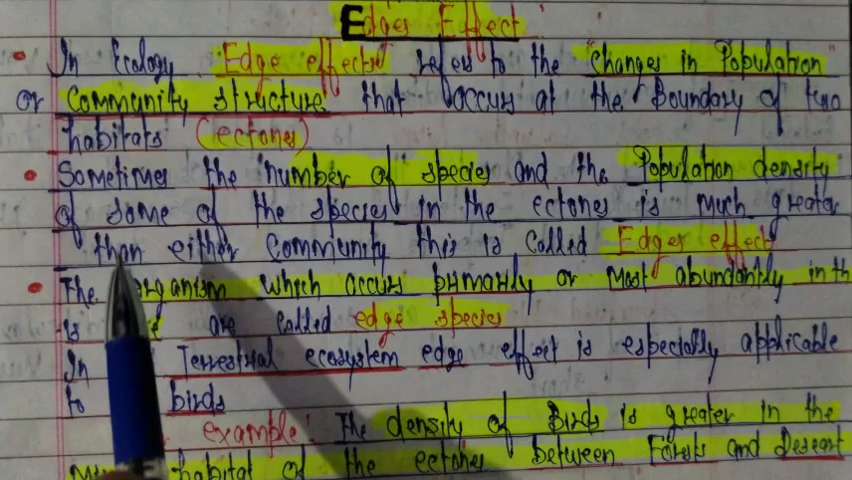 Edges Effect
In Ecology Edge effects refers to the "changes in Population"
or Community structure that occurs at the Boundary of two
habitats (ectones)
Sometimes the number of species and the Population density
of some of the species in the ectones is much greater
than either Community this is called Edges effect
The organism which occurs primarily or most abundantly in th
is are called edge species
In Terrestrial ecosystem edge effect is especially applicable
to birds
example: The density of Birds is greater in the
habitat of the ectones between Forests and Desert